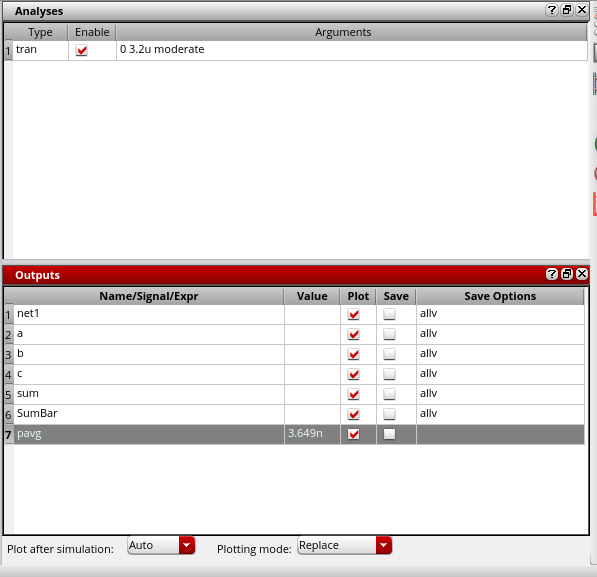 Analyses
Type Enable Arguments
1 tran 0 3.2u moderate
Outputs
Name/Signal/Expr Value Plot Save Save Options
1 net1 allv
2 a allv
3 b allv
4 c allv
5 sum allv
6 SumBar allv
7 pavg 3.649n
Plot after simulation: Auto Plotting mode: Replace